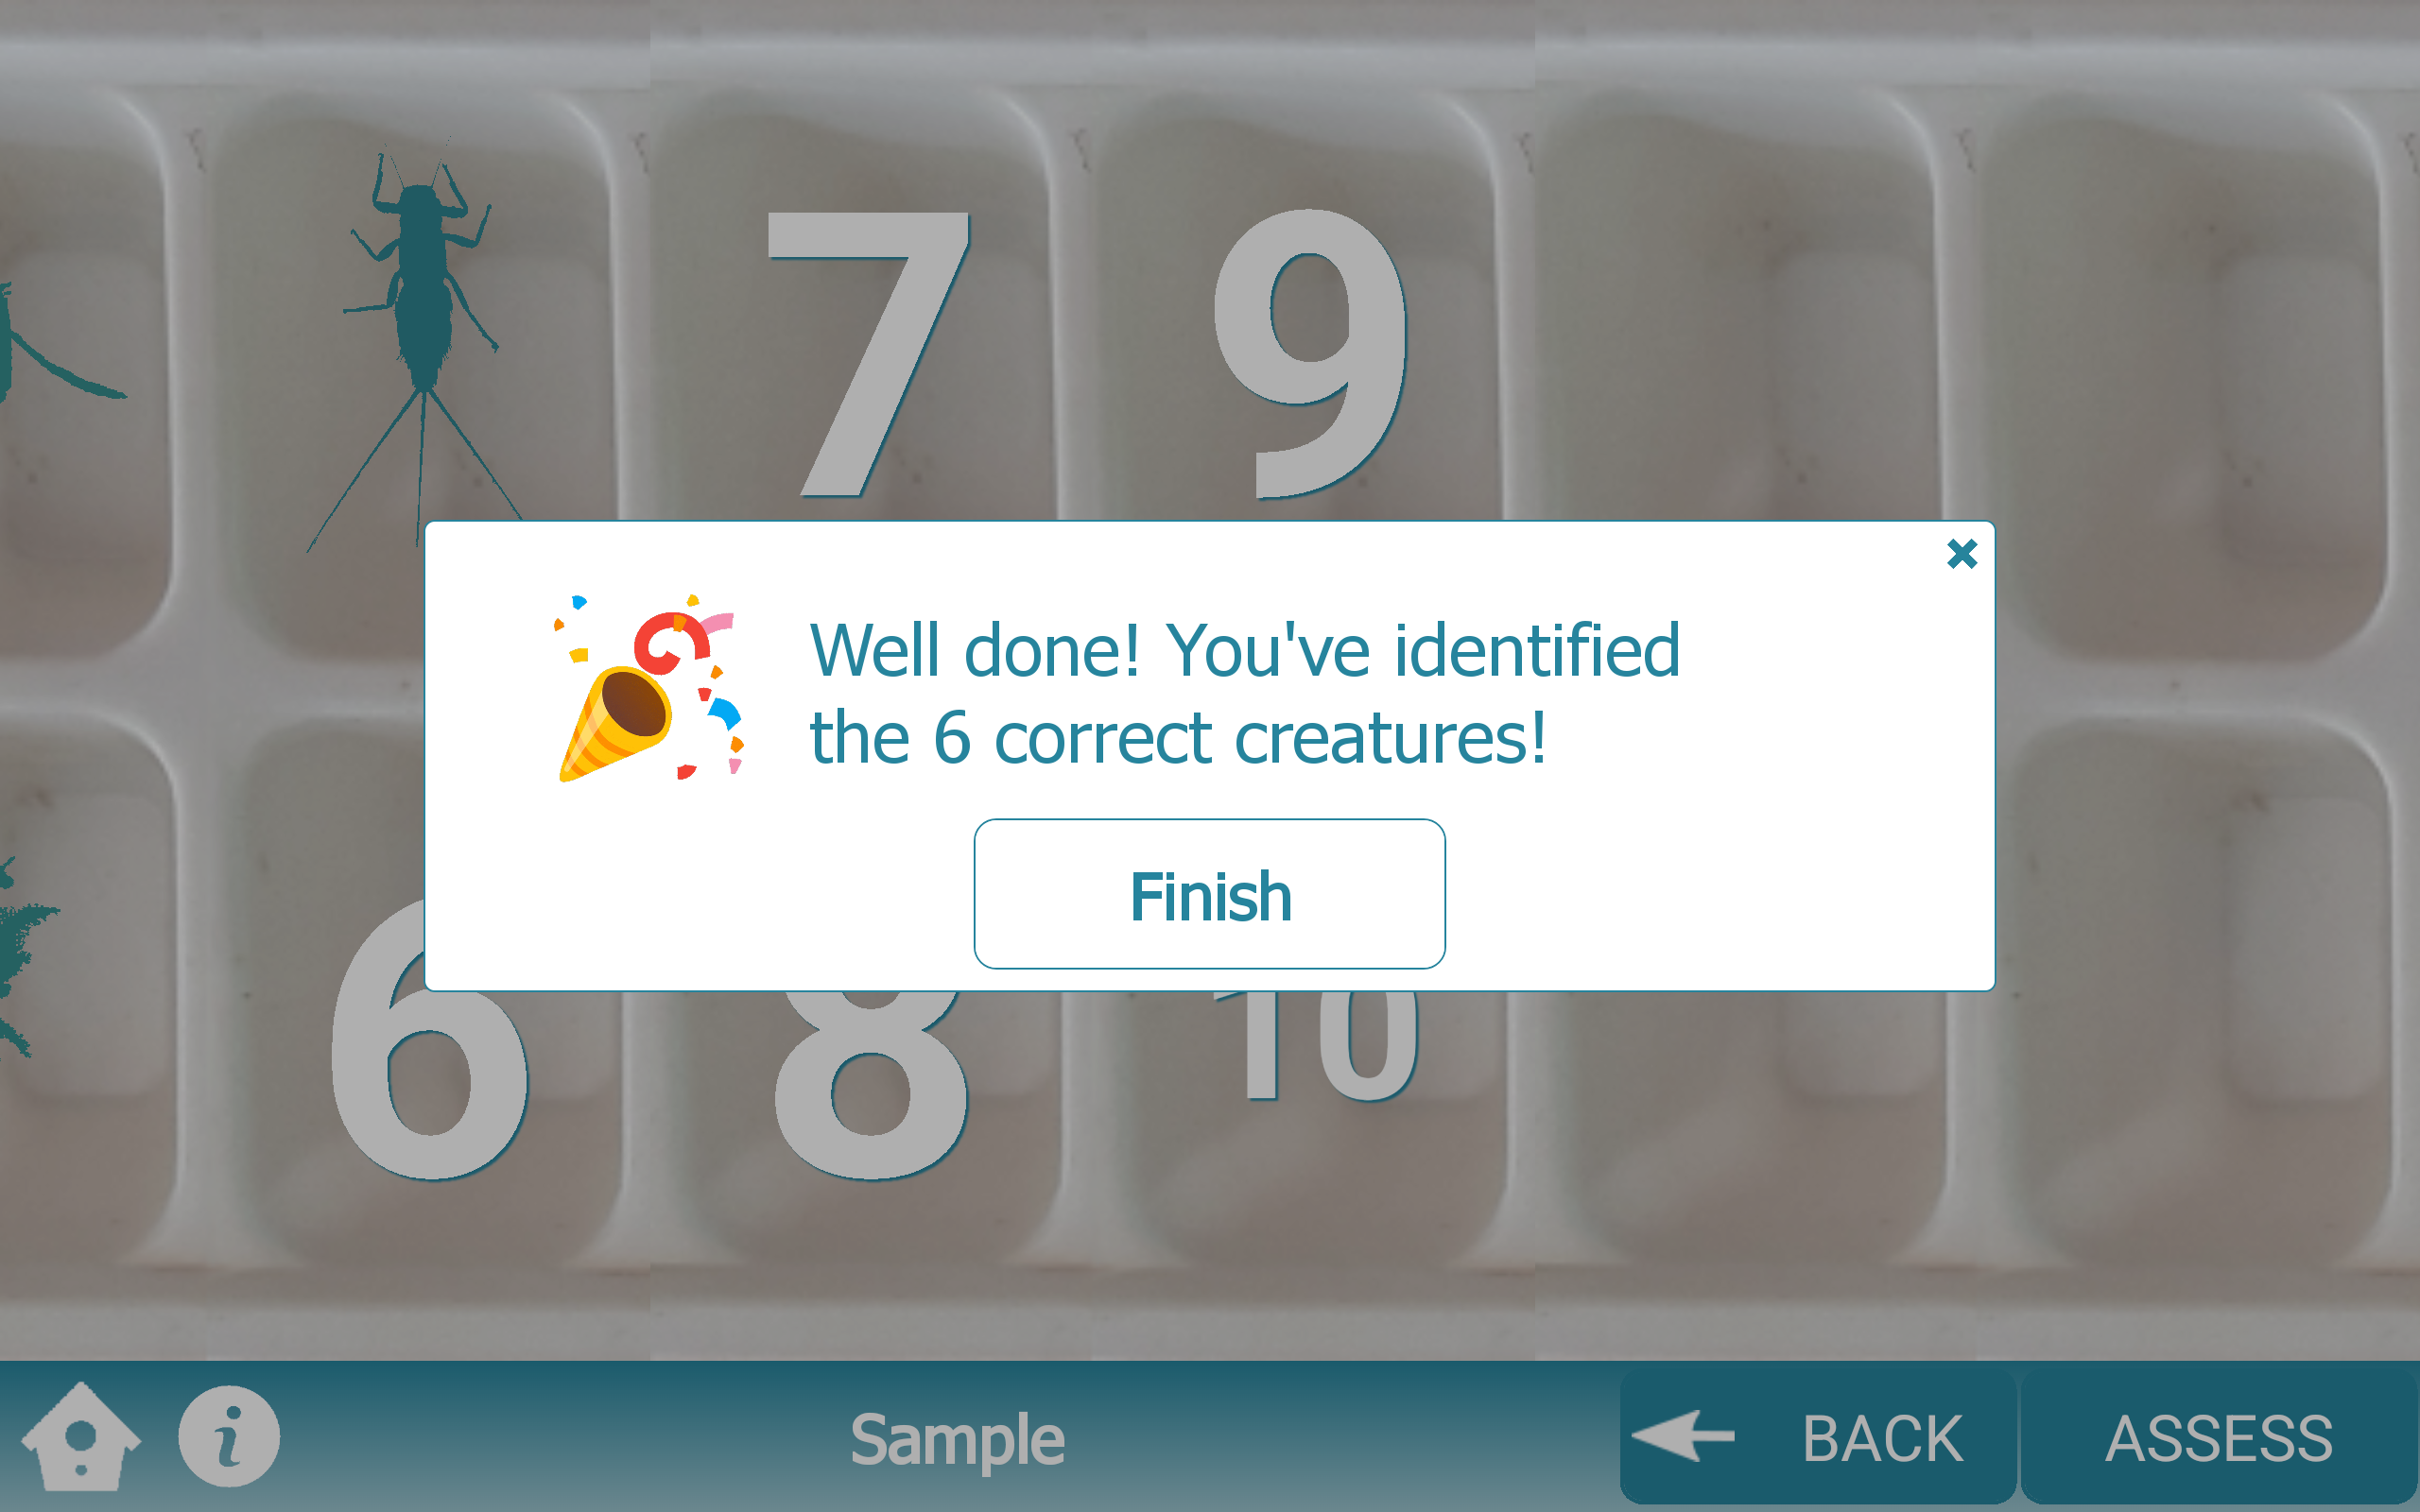 7 9
Well done! You've identified
the 6 correct creatures!
Finish
6 8 10
i Sample BACK ASSESS